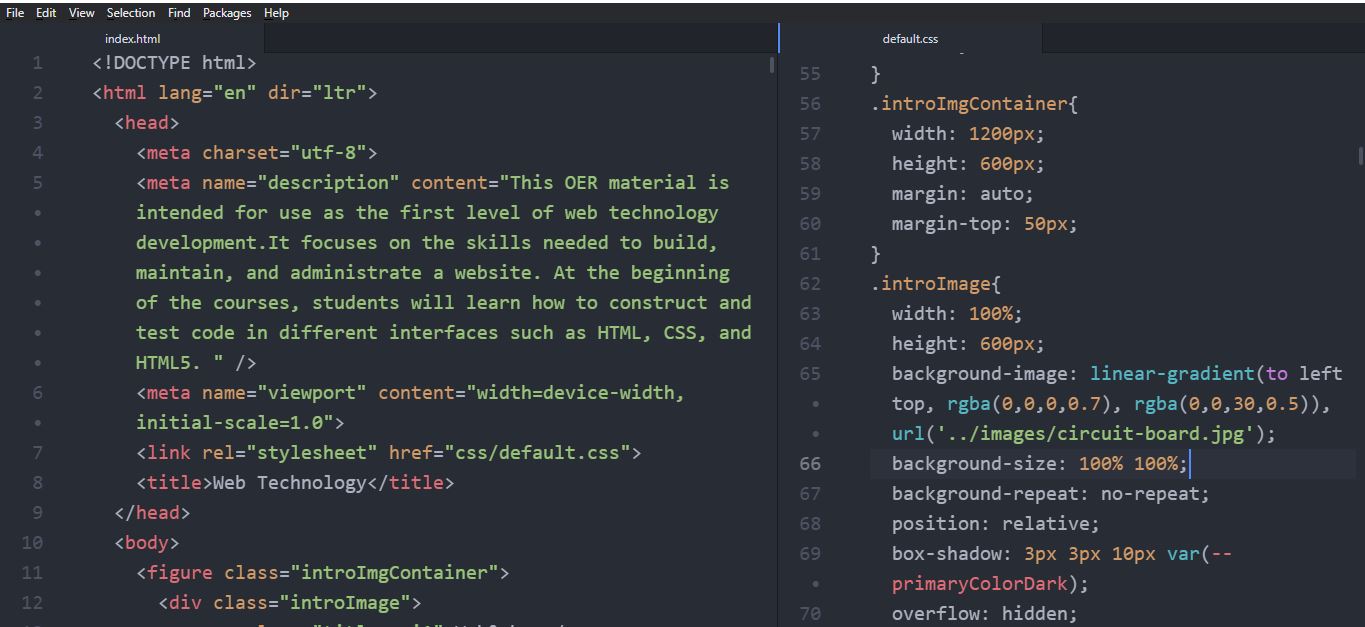 File Edit View Selection Find Packages Help
index.html
1 <!DOCTYPE html>
2 <html lang="en" dir="ltr">
3 <head>
4 <meta charset="utf-8">
5 <meta name="description" content="This OER material is
• intended for use as the first level of web technology
• development.It focuses on the skills needed to build,
• maintain, and administrate a website. At the beginning
• of the courses, students will learn how to construct and
• test code in different interfaces such as HTML, CSS, and
• HTML5. " />
6 <meta name="viewport" content="width=device-width,
• initial-scale=1.0">
7 <link rel="stylesheet" href="css/default.css">
8 <title>Web Technology</title>
9 </head>
10 <body>
11 <figure class="introImgContainer">
12 <div class="introImage">
default.css
55 }
56 .introImgContainer{
57 width: 1200px;
58 height: 600px;
59 margin: auto;
60 margin-top: 50px;
61 }
62 .introImage{
63 width: 100%;
64 height: 600px;
65 background-image: linear-gradient(to left
• top, rgba(0,0,0,0.7), rgba(0,0,30,0.5)),
• url('../images/circuit-board.jpg');
66 background-size: 100% 100%;
67 background-repeat: no-repeat;
68 position: relative;
69 box-shadow: 3px 3px 10px var(--
• primaryColorDark);
70 overflow: hidden;